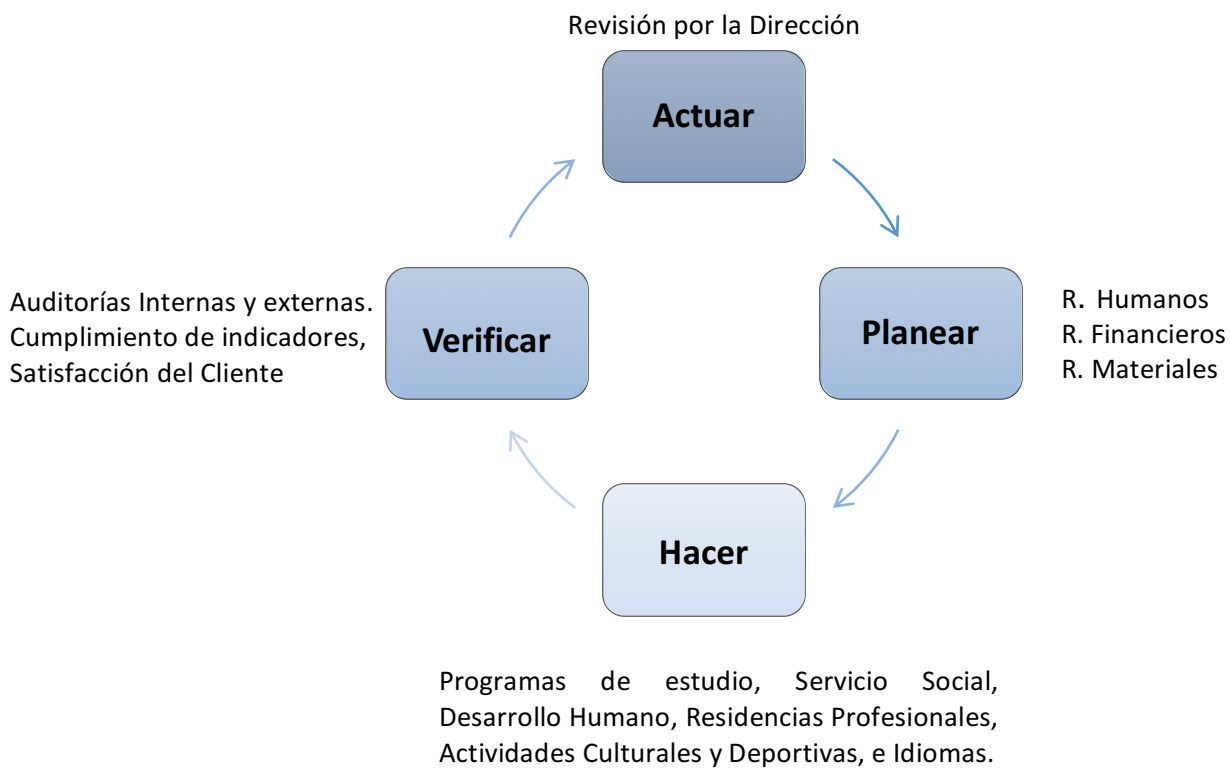 Revisión por la Dirección
Actuar
Auditorías Internas y externas.
Cumplimiento de indicadores,
Satisfacción del Cliente
Verificar
Planear
R. Humanos
R. Financieros
R. Materiales
Hacer
Programas de estudio, Servicio Social,
Desarrollo Humano, Residencias Profesionales,
Actividades Culturales y Deportivas, e Idiomas.